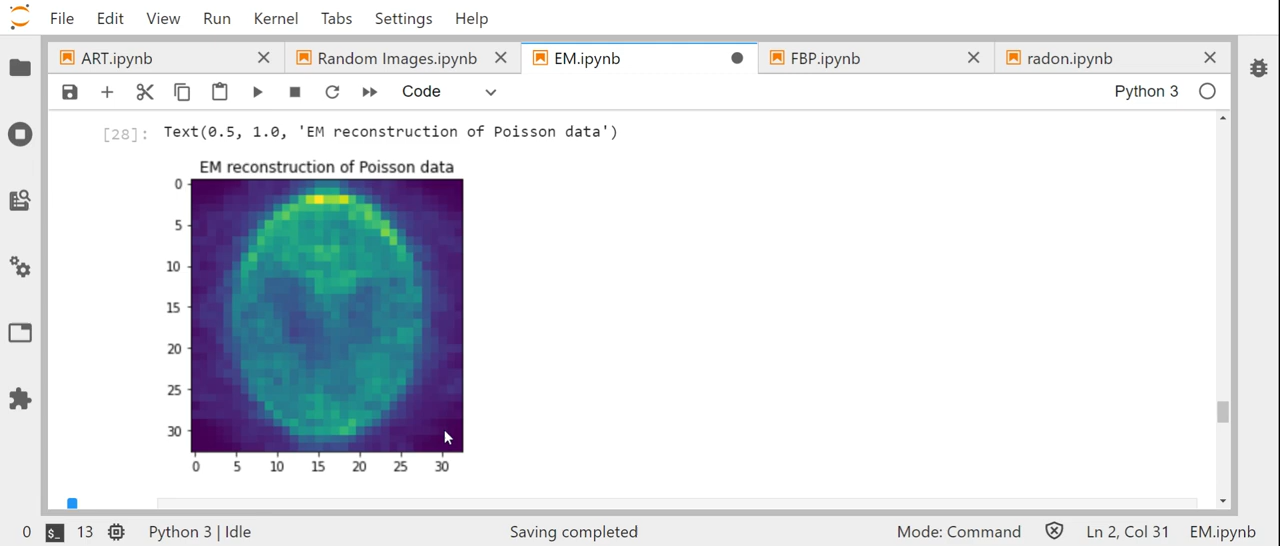 File Edit View Run Kernel Tabs Settings Help
ART.ipynb Random Images.ipynb EM.ipynb FBP.ipynb radon.ipynb
Code Python 3
[28]: Text(0.5, 1.0, 'EM reconstruction of Poisson data')
EM reconstruction of Poisson data
0
5
10
15
20
25
30
0 5 10 15 20 25 30
0 $_ 13 Python 3 | Idle Saving completed Mode: Command Ln 2, Col 31 EM.ipynb